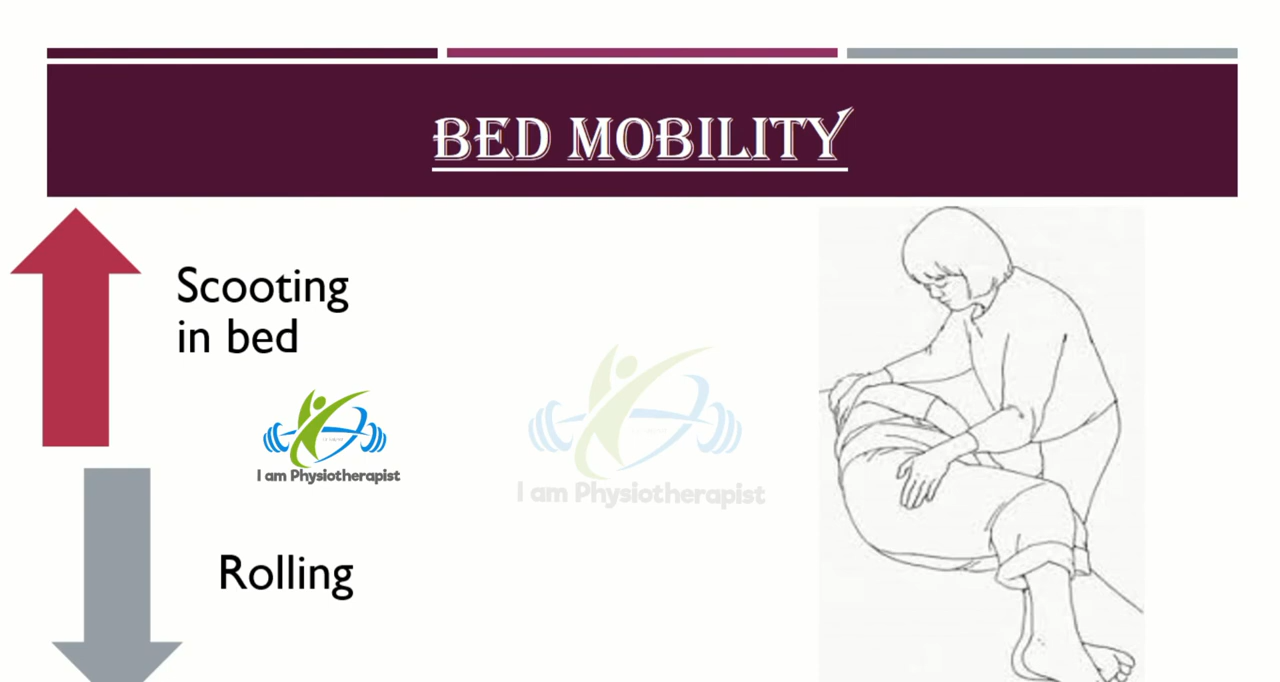 BED MOBILITY
Scooting
in bed
I am Physiotherapist
I am Physiotherapist
Rolling